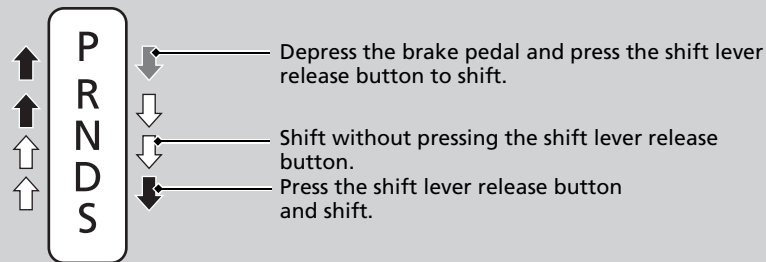 P
R
N
D
S
Depress the brake pedal and press the shift lever
release button to shift.
Shift without pressing the shift lever release
button.
Press the shift lever release button
and shift.